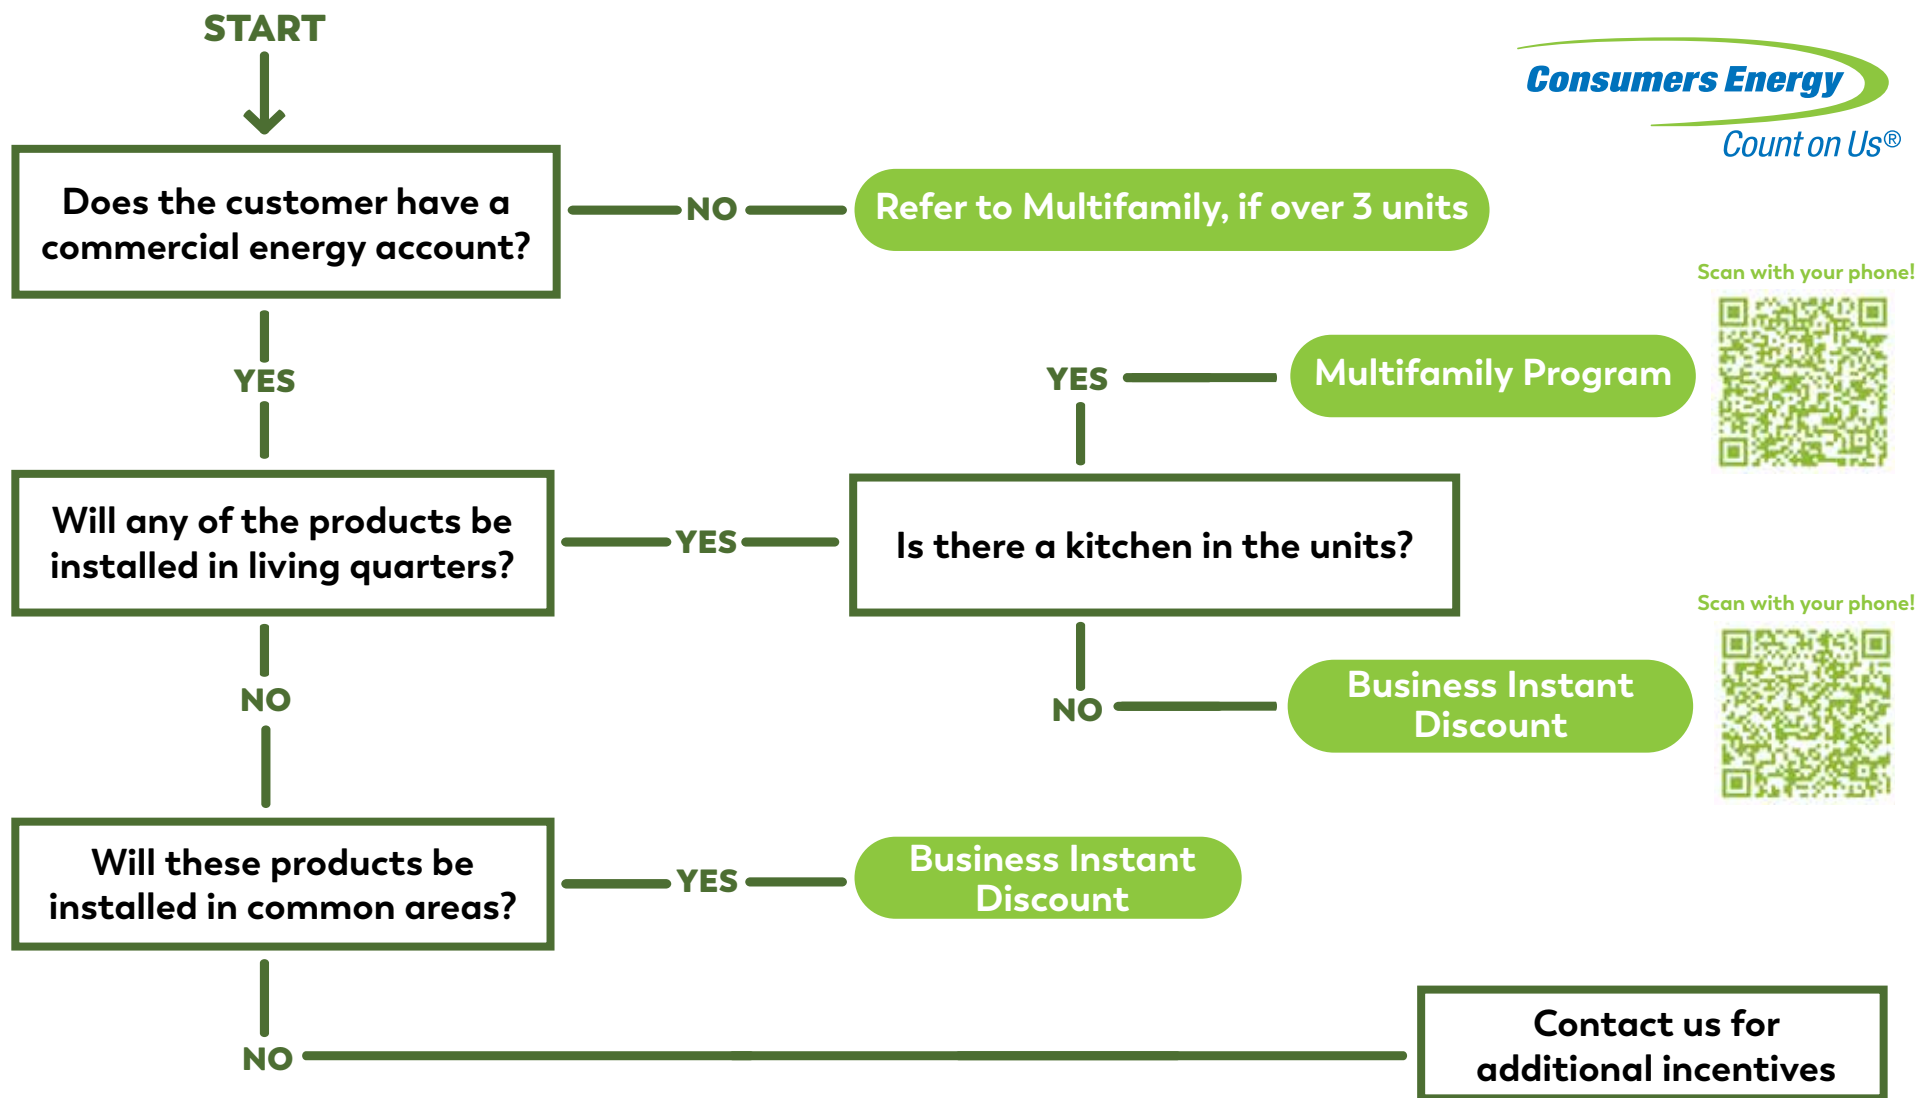 START
Consumers Energy
Count on Us®
Does the customer have a
commercial energy account?
NO
Refer to Multifamily, if over 3 units
Scan with your phone!
YES
YES
Multifamily Program
Will any of the products be
installed in living quarters?
YES
Is there a kitchen in the units?
Scan with your phone!
NO
NO
Business Instant
Discount
Will these products be
installed in common areas?
YES
Business Instant
Discount
NO
Contact us for
additional incentives